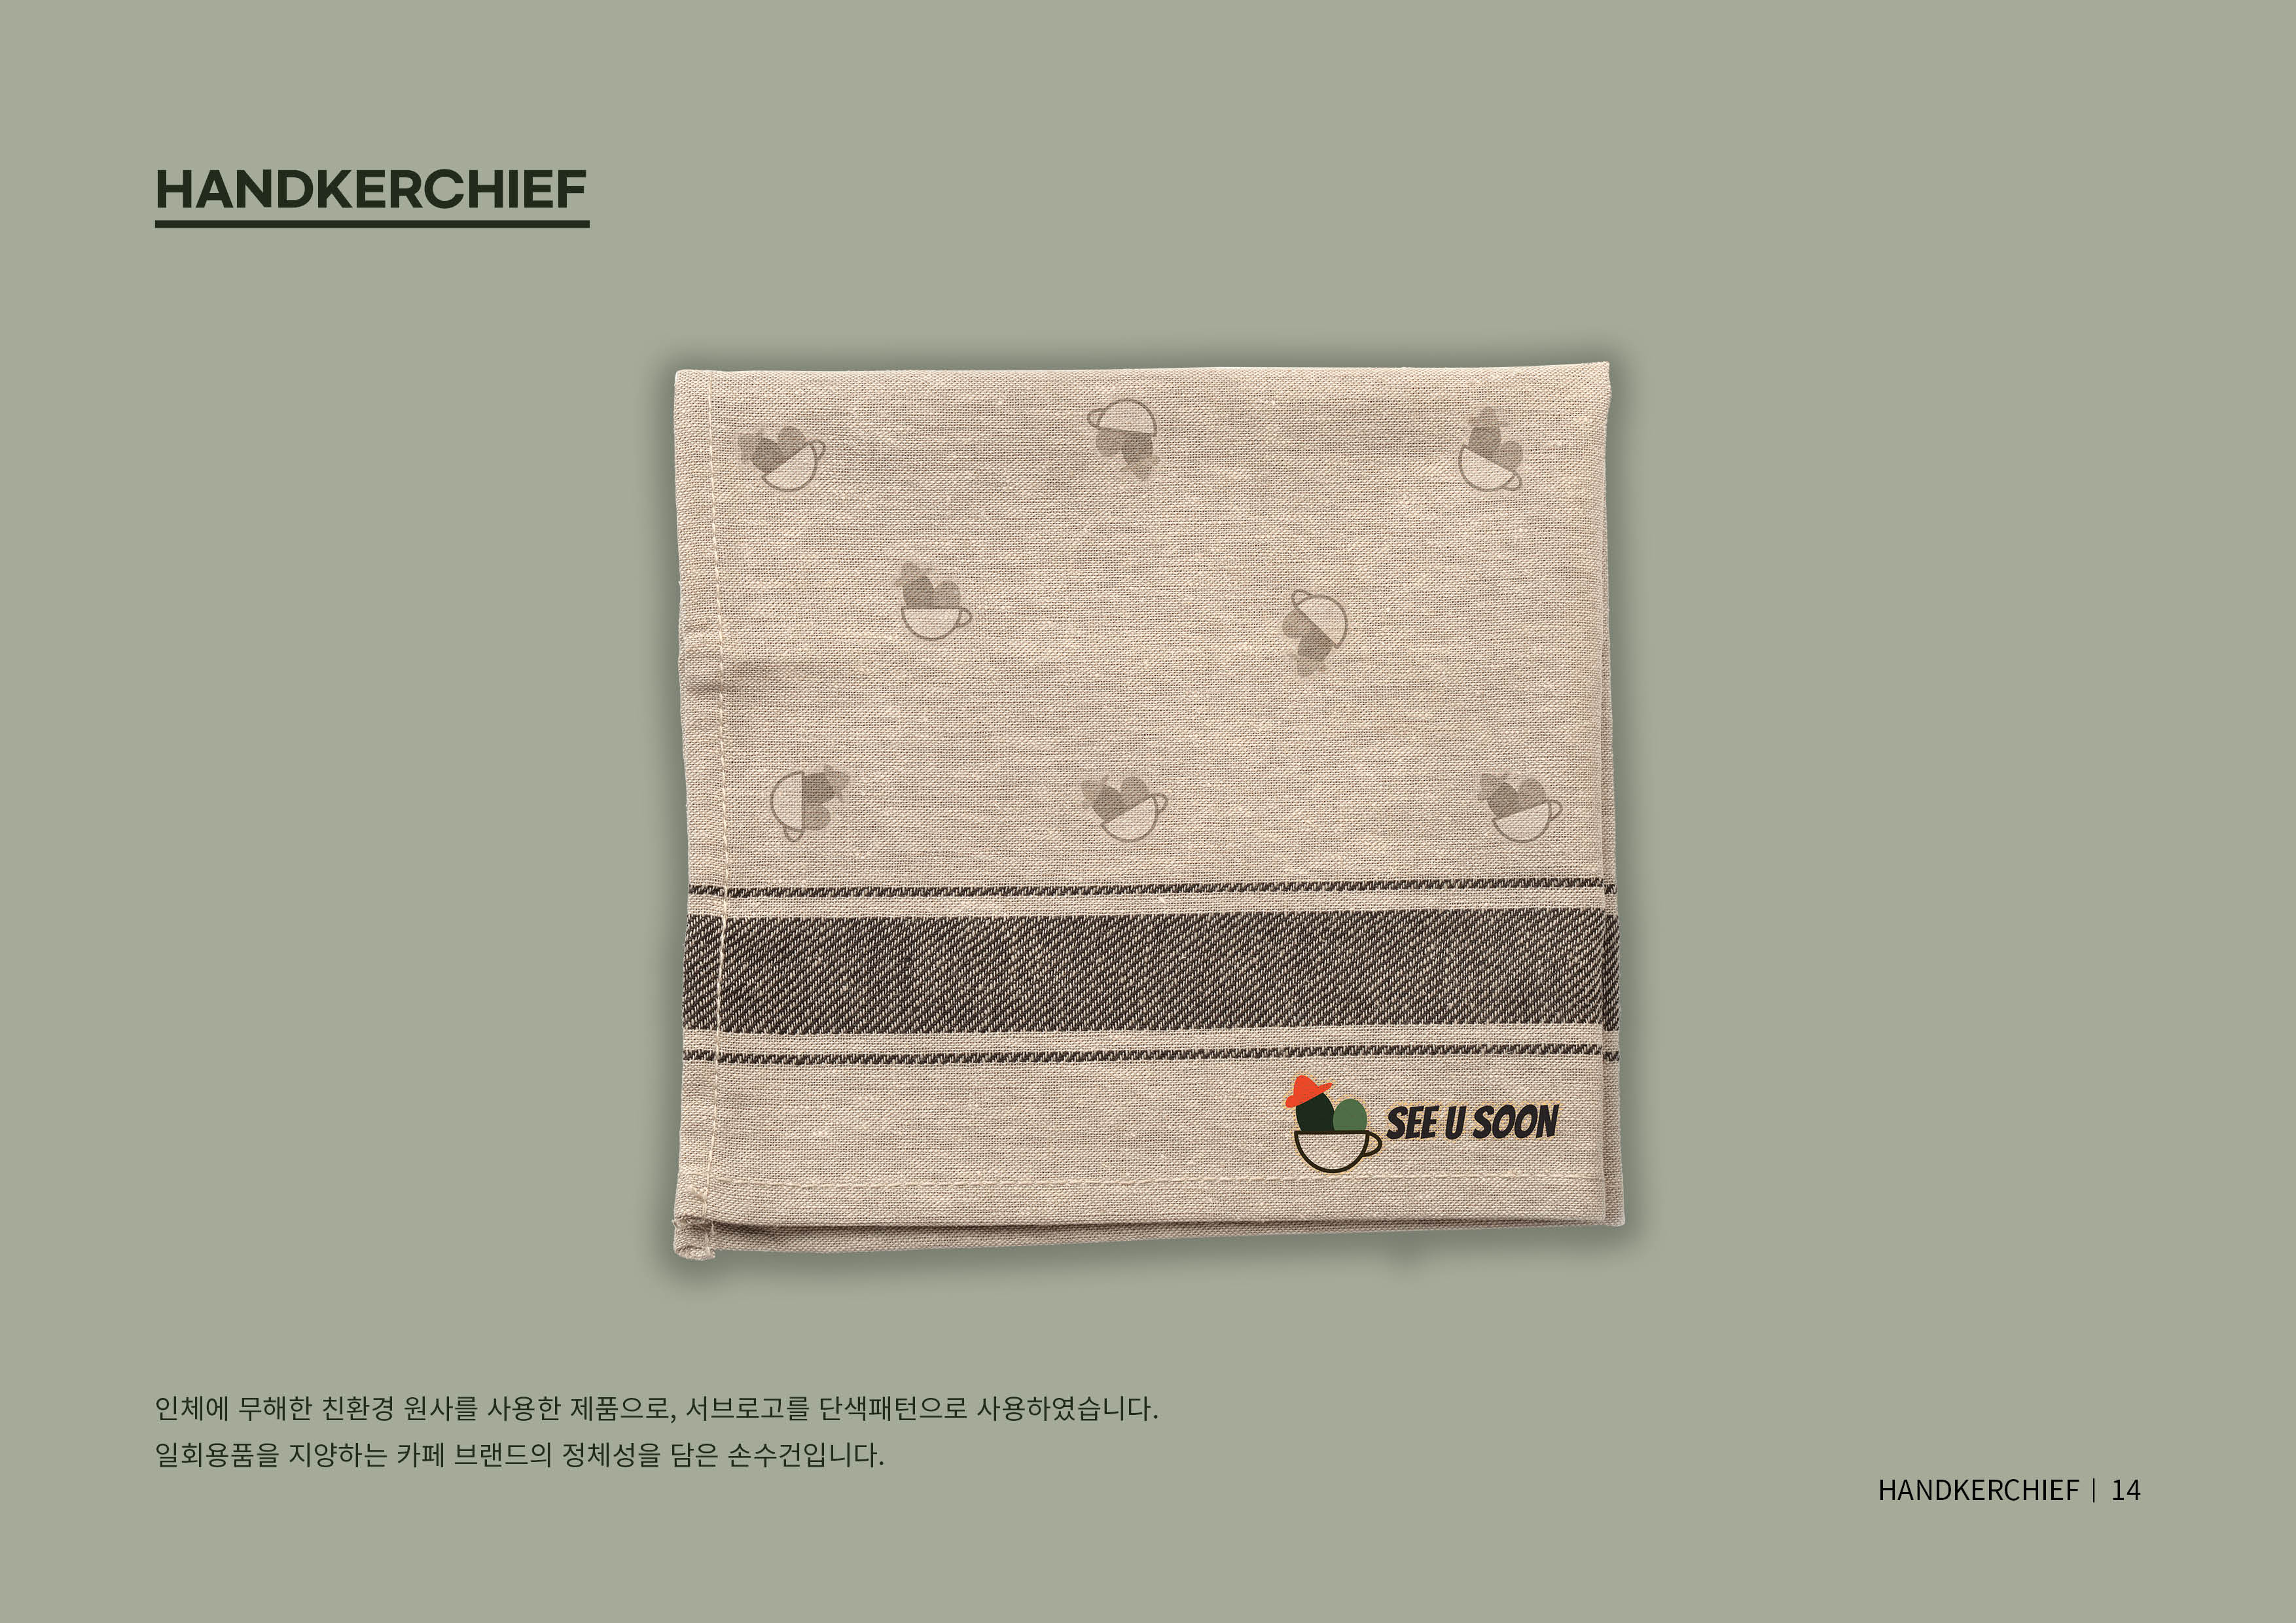 HANDKERCHIEF
SEE U SOON
인체에 무해한 친환경 원사를 사용한 제품으로, 서브로고를 단색패턴으로 사용하였습니다.
일회용품을 지양하는 카페 브랜드의 정체성을 담은 손수건입니다.
HANDKERCHIEF | 14